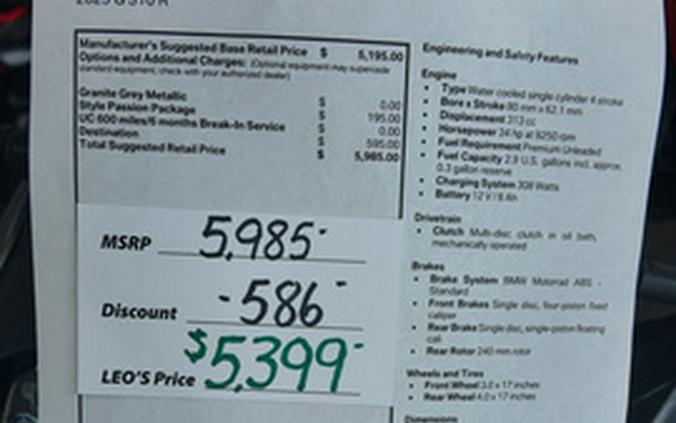 2025 G 310 R
Manufacturer's Suggested Base Retail Price $ 5,195.00
Options and Additional Charges: (Optional equipment may supersede
standard equipment, check with your authorized dealer)
Granite Grey Metallic $ 0.00
Style Passion Package $ 195.00
UC 600 miles/6 months Break-In Service $ 0.00
Destination $ 595.00
Total Suggested Retail Price $ 5,985.00
MSRP 5,985-
Discount -586-
LEO'S Price $5,399-
Engineering and Safety Features
Engine
• Type Water cooled single cylinder 4 stroke
• Bore x Stroke 80 mm x 62.1 mm
• Displacement 313 cc
• Horsepower 34 hp at 9250 rpm
• Fuel Requirement Premium Unleaded
• Fuel Capacity 2.9 U.S. gallons incl. approx.
0.3 gallon reserve
• Charging System 308 Watts
• Battery 12 V / 8 Ah
Drivetrain
• Clutch Multi-disc clutch in oil bath,
mechanically operated
Brakes
• Brake System BMW Motorrad ABS -
Standard
• Front Brakes Single disc, four-piston fixed
caliper
• Rear Brake Single disc, single-piston floating
cali
• Rear Rotor 240 mm rotor
Wheels and Tires
• Front Wheel 3.0 x 17 inches
• Rear Wheel 4.0 x 17 inches
Dimensions